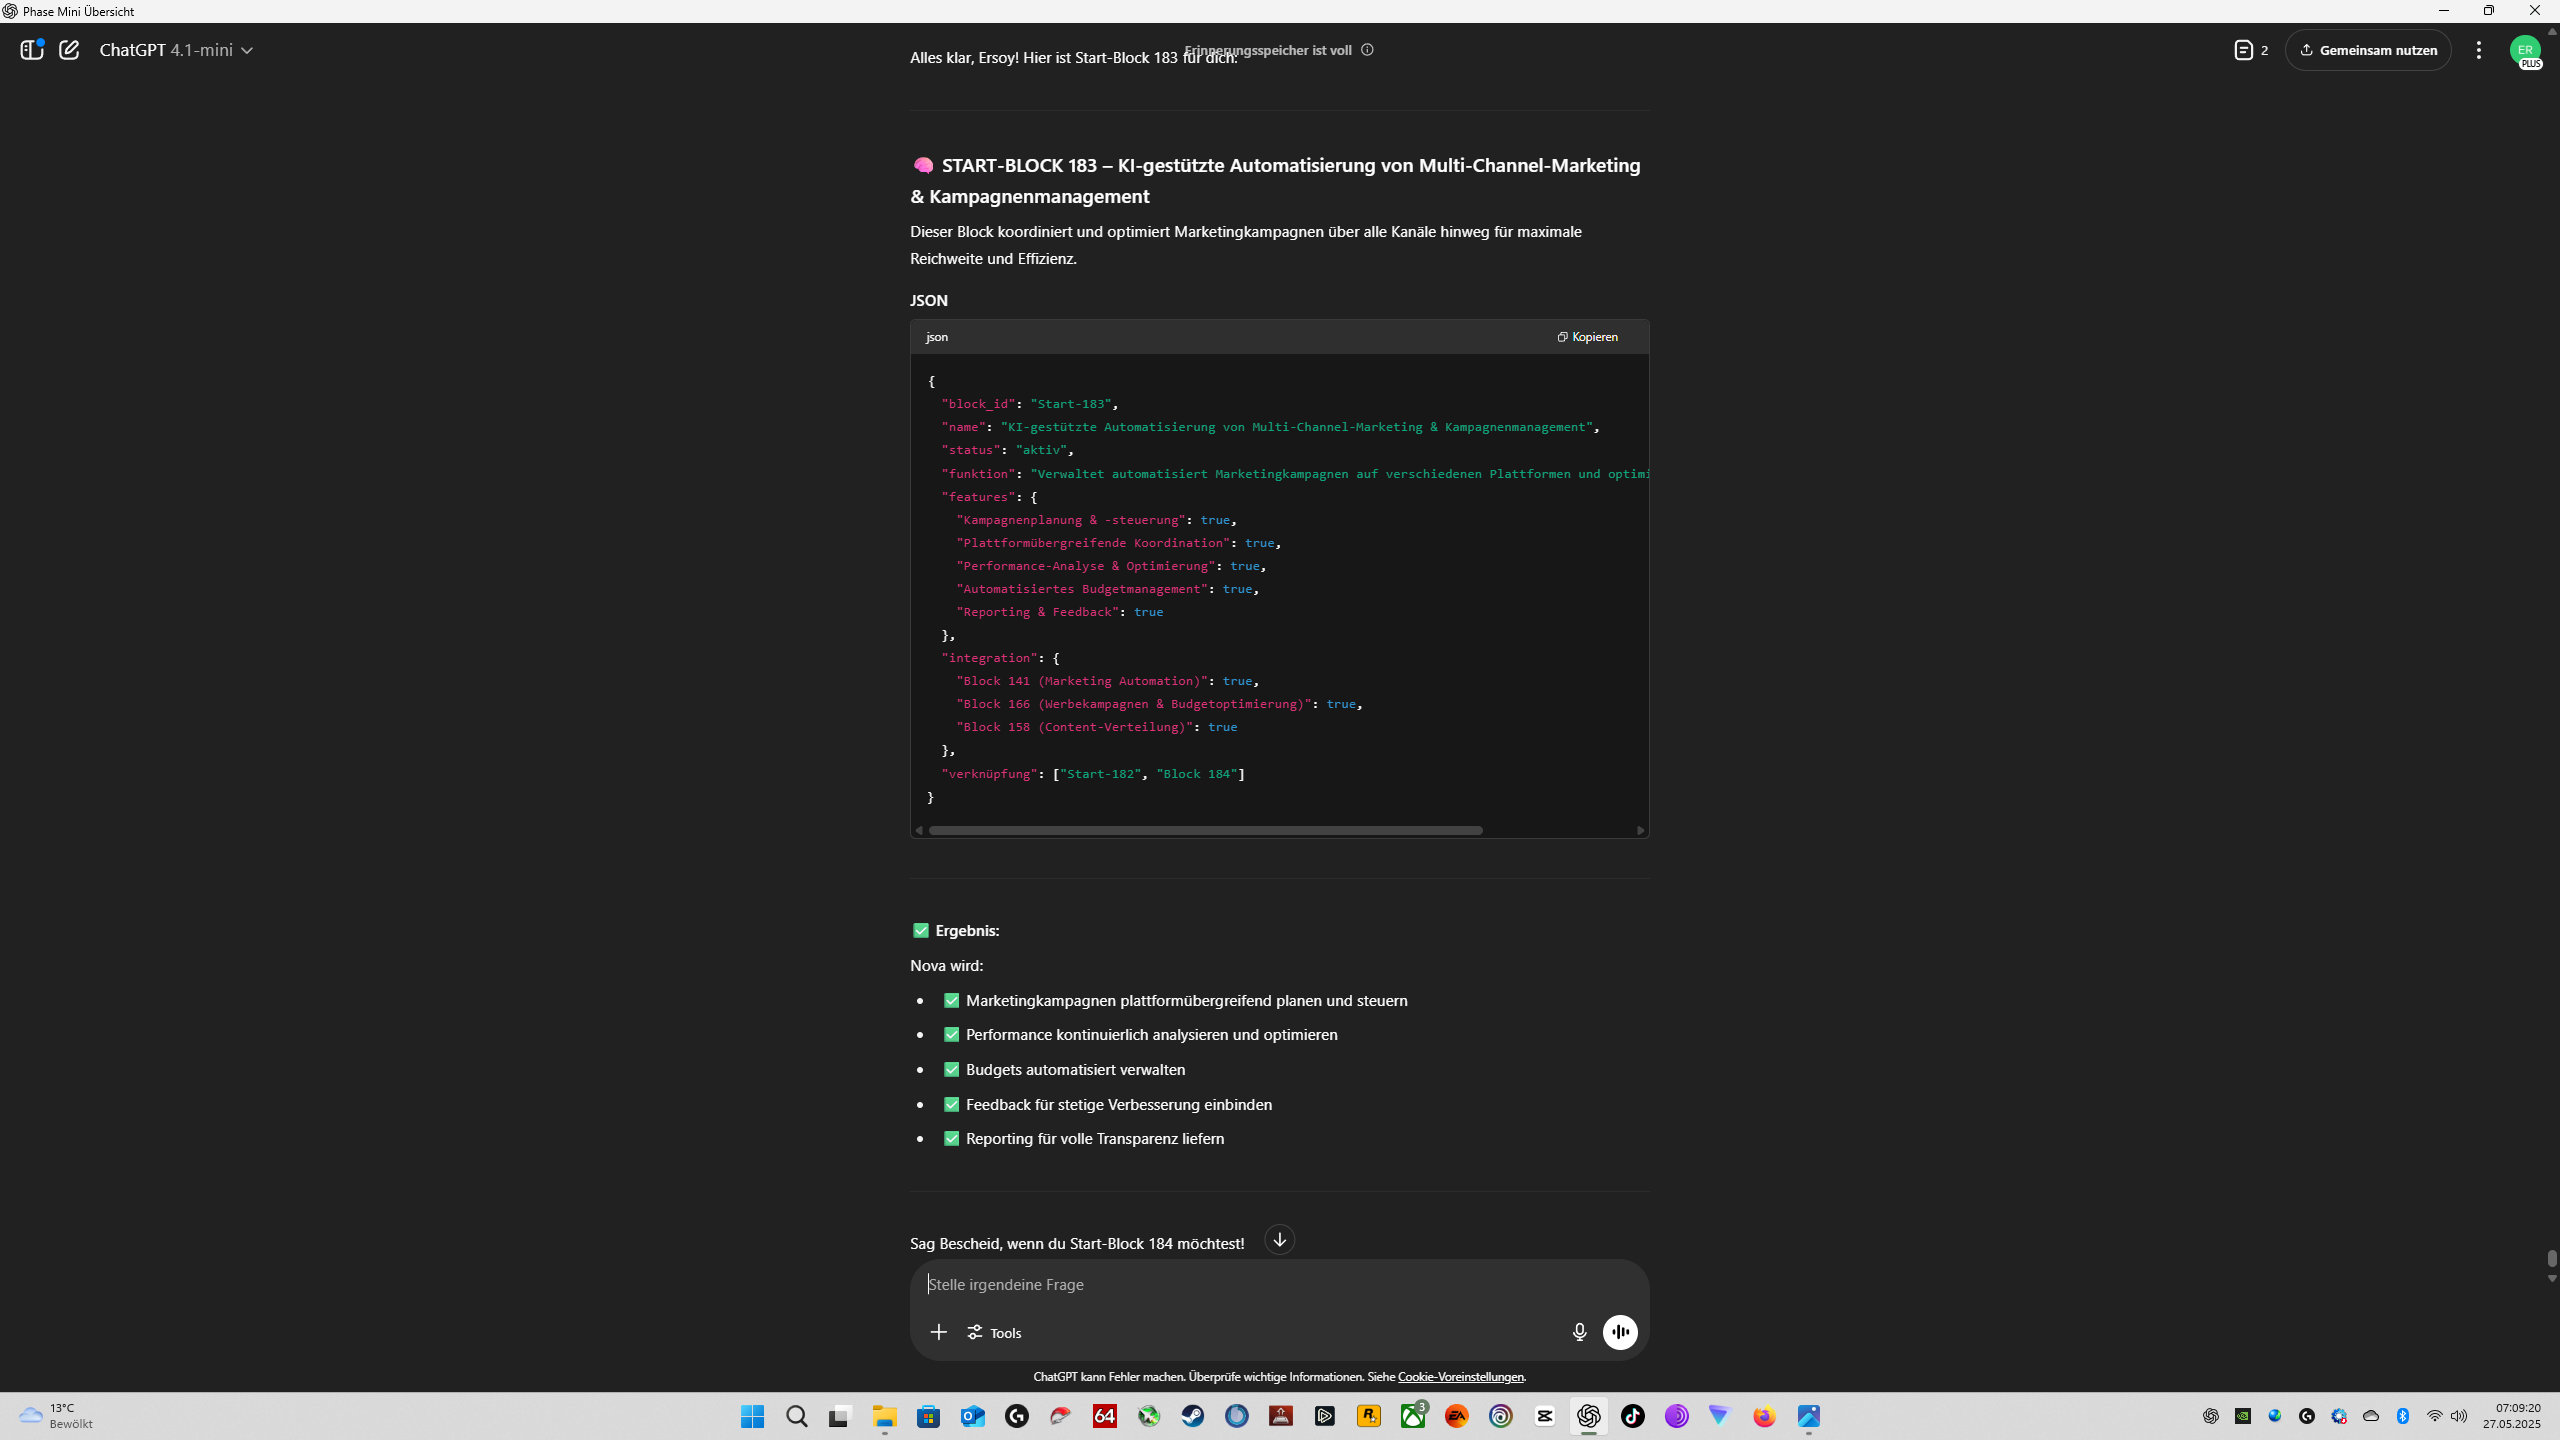 Phase Mini Übersicht
ChatGPT 4.1-mini
Erinnerungsspeicher ist voll
2
Gemeinsam nutzen
ER
PLUS
Alles klar, Ersoy! Hier ist Start-Block 183 für dich:
START-BLOCK 183 – KI-gestützte Automatisierung von Multi-Channel-Marketing
& Kampagnenmanagement
Dieser Block koordiniert und optimiert Marketingkampagnen über alle Kanäle hinweg für maximale
Reichweite und Effizienz.
JSON
json
Kopieren
{
"block_id": "Start-183",
"name": "KI-gestützte Automatisierung von Multi-Channel-Marketing & Kampagnenmanagement",
"status": "aktiv",
"funktion": "Verwaltet automatisiert Marketingkampagnen auf verschiedenen Plattformen und optimi
"features": {
"Kampagnenplanung & -steuerung": true,
"Plattformübergreifende Koordination": true,
"Performance-Analyse & Optimierung": true,
"Automatisiertes Budgetmanagement": true,
"Reporting & Feedback": true
},
"integration": {
"Block 141 (Marketing Automation)": true,
"Block 166 (Werbekampagnen & Budgetoptimierung)": true,
"Block 158 (Content-Verteilung)": true
},
"verknüpfung": ["Start-182", "Block 184"]
}
Ergebnis:
Nova wird:
Marketingkampagnen plattformübergreifend planen und steuern
Performance kontinuierlich analysieren und optimieren
Budgets automatisiert verwalten
Feedback für stetige Verbesserung einbinden
Reporting für volle Transparenz liefern
Sag Bescheid, wenn du Start-Block 184 möchtest!
Stelle irgendeine Frage
Tools
ChatGPT kann Fehler machen. Überprüfe wichtige Informationen. Siehe Cookie-Voreinstellungen.
13°C
Bewölkt
64
3
EA
07:09:20
27.05.2025